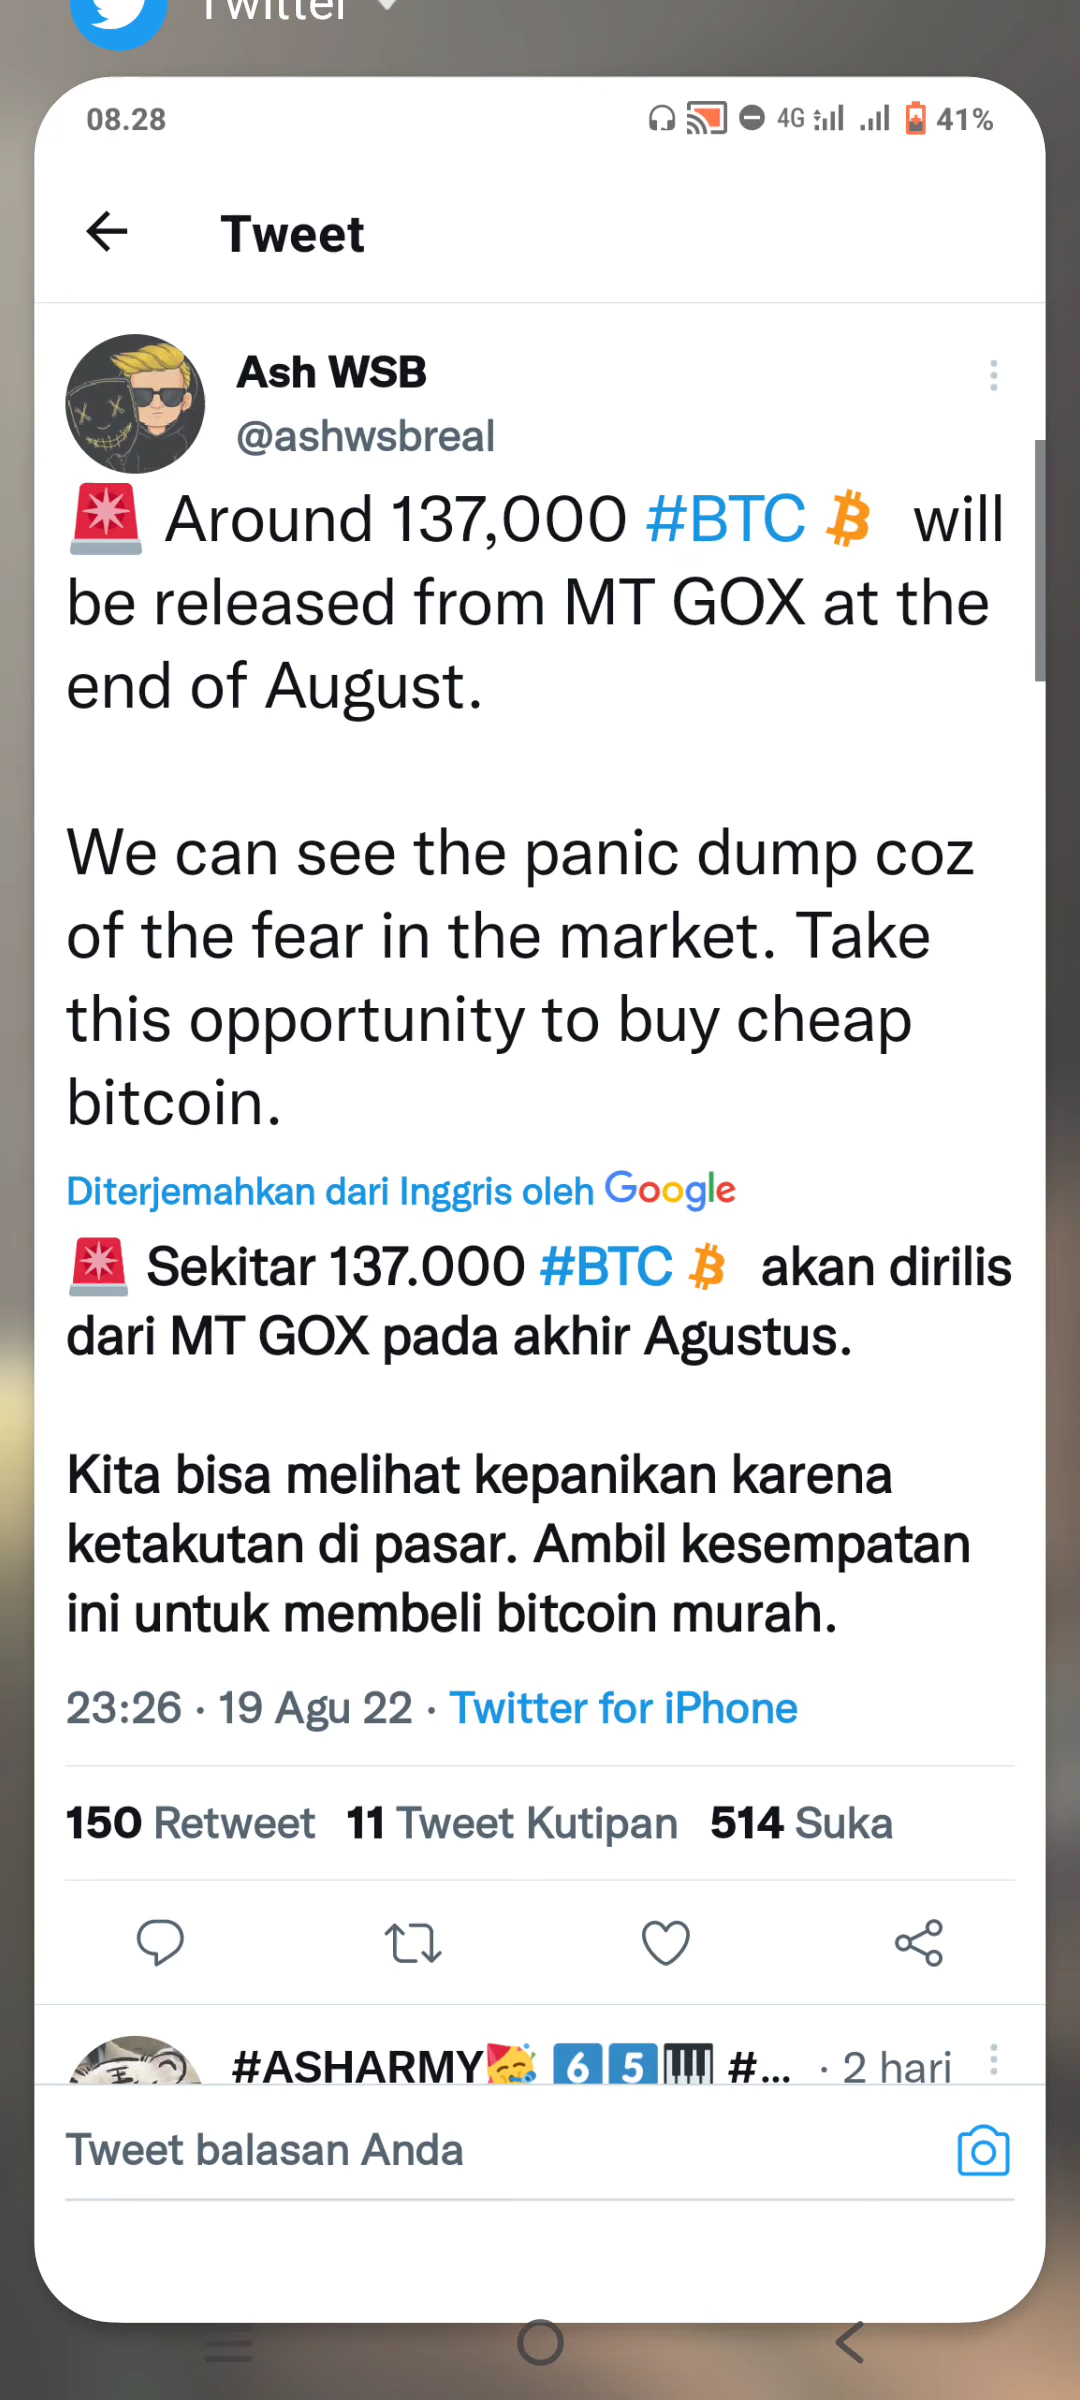 Twitter
08.28
4G 41%
Tweet
Ash WSB
@ashwsbreal
🚨 Around 137,000 #BTC will
be released from MT GOX at the
end of August.
We can see the panic dump coz
of the fear in the market. Take
this opportunity to buy cheap
bitcoin.
Diterjemahkan dari Inggris oleh Google
🚨 Sekitar 137.000 #BTC akan dirilis
dari MT GOX pada akhir Agustus.
Kita bisa melihat kepanikan karena
ketakutan di pasar. Ambil kesempatan
ini untuk membeli bitcoin murah.
23:26 · 19 Agu 22 · Twitter for iPhone
150 Retweet 11 Tweet Kutipan 514 Suka
#ASHARMY🥳 6️⃣5️⃣🎹 #... · 2 hari
Tweet balasan Anda